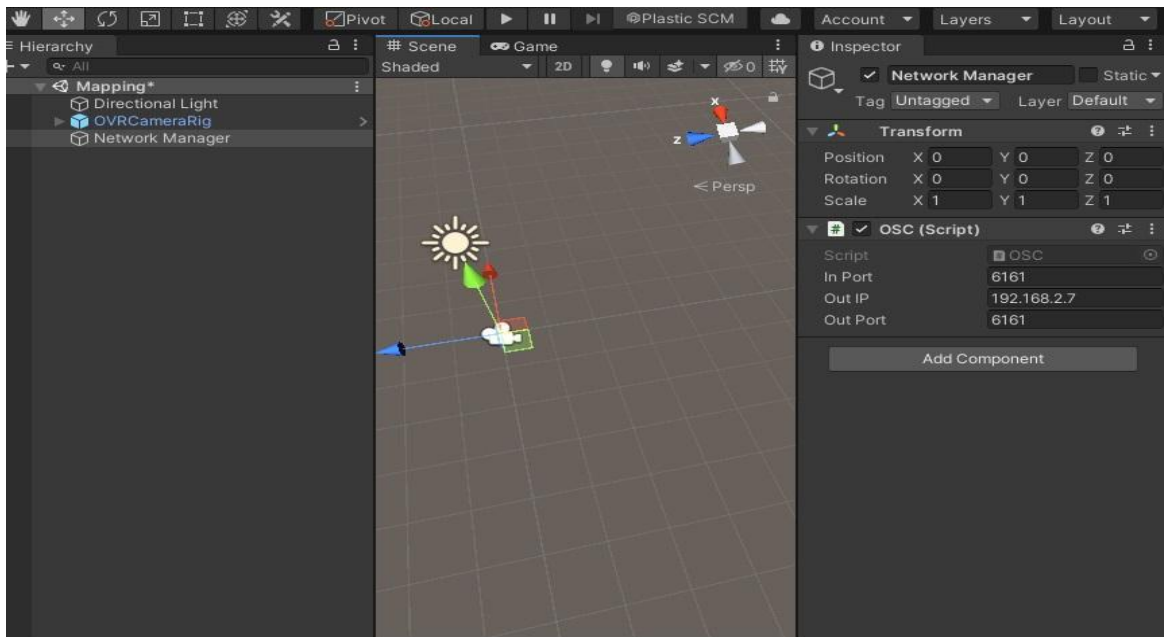 Pivot Local Plastic SCM Account Layers Layout
Hierarchy
All
Mapping*
Directional Light
OVRCameraRig
Network Manager
Scene Game
Shaded 2D 0
x
z
Persp
Inspector
Network Manager Static
Tag Untagged Layer Default
Transform
Position X 0 Y 0 Z 0
Rotation X 0 Y 0 Z 0
Scale X 1 Y 1 Z 1
# OSC (Script)
Script OSC
In Port 6161
Out IP 192.168.2.7
Out Port 6161
Add Component